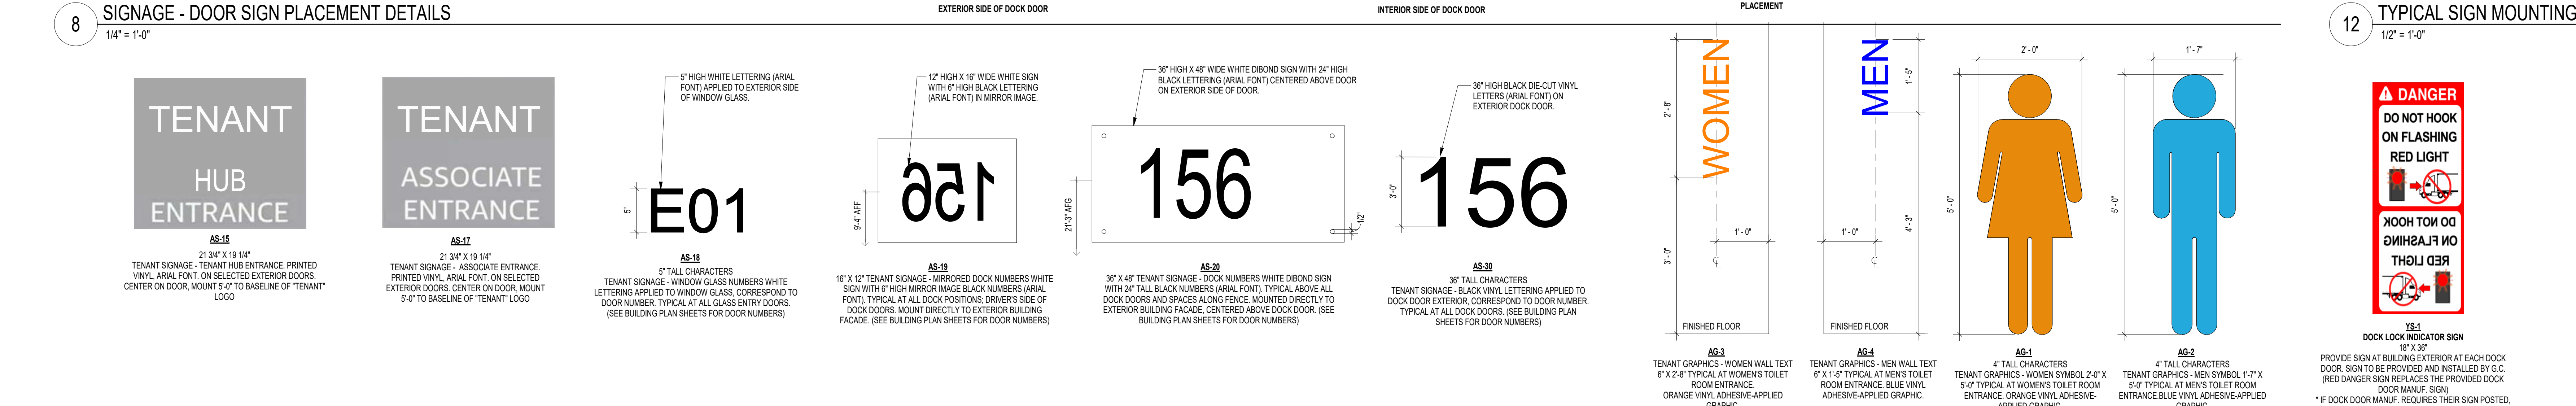 8
SIGNAGE - DOOR SIGN PLACEMENT DETAILS
1/4" = 1'-0"
EXTERIOR SIDE OF DOCK DOOR
INTERIOR SIDE OF DOCK DOOR
PLACEMENT
12
TYPICAL SIGN MOUNTING
1/2" = 1'-0"
TENANT
HUB
ENTRANCE
AS-15
21 3/4" X 19 1/4"
TENANT SIGNAGE - TENANT HUB ENTRANCE. PRINTED
VINYL, ARIAL FONT. ON SELECTED EXTERIOR DOORS.
CENTER ON DOOR, MOUNT 5'-0" TO BASELINE OF "TENANT"
LOGO
TENANT
ASSOCIATE
ENTRANCE
AS-17
21 3/4" X 19 1/4"
TENANT SIGNAGE - ASSOCIATE ENTRANCE.
PRINTED VINYL, ARIAL FONT. ON SELECTED
EXTERIOR DOORS. CENTER ON DOOR, MOUNT
5'-0" TO BASELINE OF "TENANT" LOGO
5" HIGH WHITE LETTERING (ARIAL
FONT) APPLIED TO EXTERIOR SIDE
OF WINDOW GLASS.
5"
E01
AS-18
5" TALL CHARACTERS
TENANT SIGNAGE - WINDOW GLASS NUMBERS WHITE
LETTERING APPLIED TO WINDOW GLASS, CORRESPOND TO
DOOR NUMBER. TYPICAL AT ALL GLASS ENTRY DOORS.
(SEE BUILDING PLAN SHEETS FOR DOOR NUMBERS)
12" HIGH X 16" WIDE WHITE SIGN
WITH 6" HIGH BLACK LETTERING
(ARIAL FONT) IN MIRROR IMAGE.
156
9'-4" AFF
AS-19
16" X 12" TENANT SIGNAGE - MIRRORED DOCK NUMBERS WHITE
SIGN WITH 6" HIGH MIRROR IMAGE BLACK NUMBERS (ARIAL
FONT). TYPICAL AT ALL DOCK POSITIONS; DRIVER'S SIDE OF
DOCK DOORS. MOUNT DIRECTLY TO EXTERIOR BUILDING
FACADE. (SEE BUILDING PLAN SHEETS FOR DOOR NUMBERS)
36" HIGH X 48" WIDE WHITE DIBOND SIGN WITH 24" HIGH
BLACK LETTERING (ARIAL FONT) CENTERED ABOVE DOOR
ON EXTERIOR SIDE OF DOOR.
156
21'-3" AFG
1/2"
AS-20
36" X 48" TENANT SIGNAGE - DOCK NUMBERS WHITE DIBOND SIGN
WITH 24" TALL BLACK NUMBERS (ARIAL FONT). TYPICAL ABOVE ALL
DOCK DOORS AND SPACES ALONG FENCE. MOUNTED DIRECTLY TO
EXTERIOR BUILDING FACADE, CENTERED ABOVE DOCK DOOR. (SEE
BUILDING PLAN SHEETS FOR DOOR NUMBERS)
36" HIGH BLACK DIE-CUT VINYL
LETTERS (ARIAL FONT) ON
EXTERIOR DOCK DOOR.
3'-0"
156
AS-30
36" TALL CHARACTERS
TENANT SIGNAGE - BLACK VINYL LETTERING APPLIED TO
DOCK DOOR EXTERIOR, CORRESPOND TO DOOR NUMBER.
TYPICAL AT ALL DOCK DOORS. (SEE BUILDING PLAN
SHEETS FOR DOOR NUMBERS)
WOMEN
2' - 8"
3' - 0"
1' - 0"
FINISHED FLOOR
AG-3
TENANT GRAPHICS - WOMEN WALL TEXT
6" X 2'-8" TYPICAL AT WOMEN'S TOILET
ROOM ENTRANCE.
ORANGE VINYL ADHESIVE-APPLIED
GRAPHIC.
MEN
1' - 5"
4' - 3"
1' - 0"
FINISHED FLOOR
AG-4
TENANT GRAPHICS - MEN WALL TEXT
6" X 1'-5" TYPICAL AT MEN'S TOILET
ROOM ENTRANCE. BLUE VINYL
ADHESIVE-APPLIED GRAPHIC.
2' - 0"
5' - 0"
AG-1
4" TALL CHARACTERS
TENANT GRAPHICS - WOMEN SYMBOL 2'-0" X
5'-0" TYPICAL AT WOMEN'S TOILET ROOM
ENTRANCE. ORANGE VINYL ADHESIVE-
APPLIED GRAPHIC
1' - 7"
5' - 0"
AG-2
4" TALL CHARACTERS
TENANT GRAPHICS - MEN SYMBOL 1'-7" X
5'-0" TYPICAL AT MEN'S TOILET ROOM
ENTRANCE.BLUE VINYL ADHESIVE-APPLIED
GRAPHIC
DANGER
DO NOT HOOK
ON FLASHING
RED LIGHT
DO NOT HOOK
ON FLASHING
RED LIGHT
YS-1
DOCK LOCK INDICATOR SIGN
18" X 36"
PROVIDE SIGN AT BUILDING EXTERIOR AT EACH DOCK
DOOR. SIGN TO BE PROVIDED AND INSTALLED BY G.C.
(RED DANGER SIGN REPLACES THE PROVIDED DOCK
DOOR MANUF. SIGN)
* IF DOCK DOOR MANUF. REQUIRES THEIR SIGN POSTED,